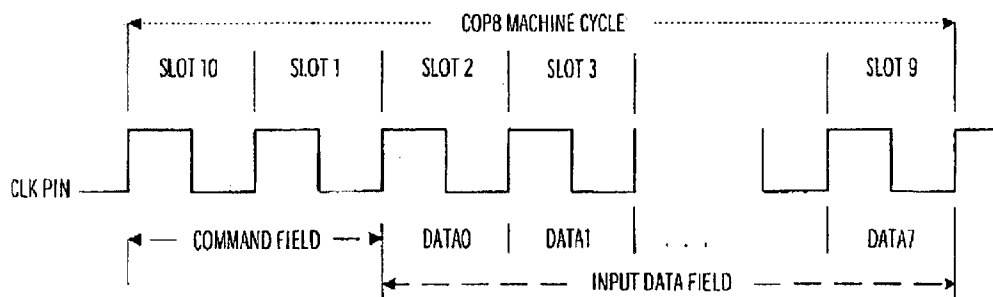 COP8 MACHINE CYCLE
SLOT 10 SLOT 1 SLOT 2 SLOT 3 SLOT 9
CLK PIN
COMMAND FIELD DATA0 DATA1 . . . DATA7
INPUT DATA FIELD